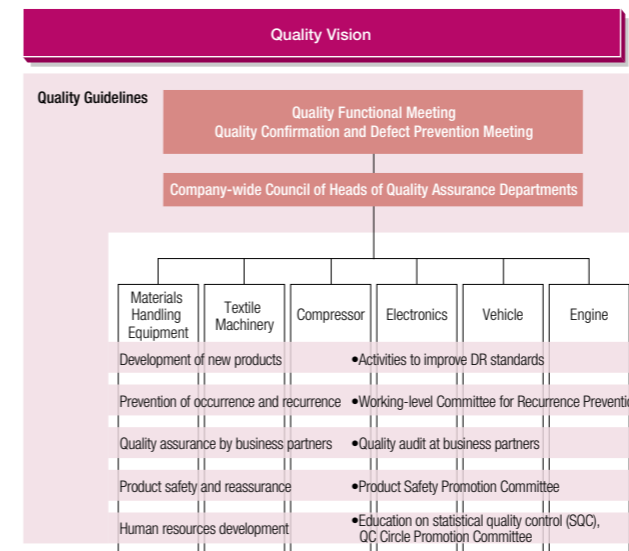 Quality Vision
Quality Guidelines
Quality Functional Meeting
Quality Confirmation and Defect Prevention Meeting
Company-wide Council of Heads of Quality Assurance Departments
Materials
Handling
Equipment
Textile
Machinery
Compressor
Electronics
Vehicle
Engine
Development of new products
•Activities to improve DR standards
Prevention of occurrence and recurrence
•Working-level Committee for Recurrence Preventi
Quality assurance by business partners
•Quality audit at business partners
Product safety and reassurance
•Product Safety Promotion Committee
Human resources development
•Education on statistical quality control (SQC),
QC Circle Promotion Committee